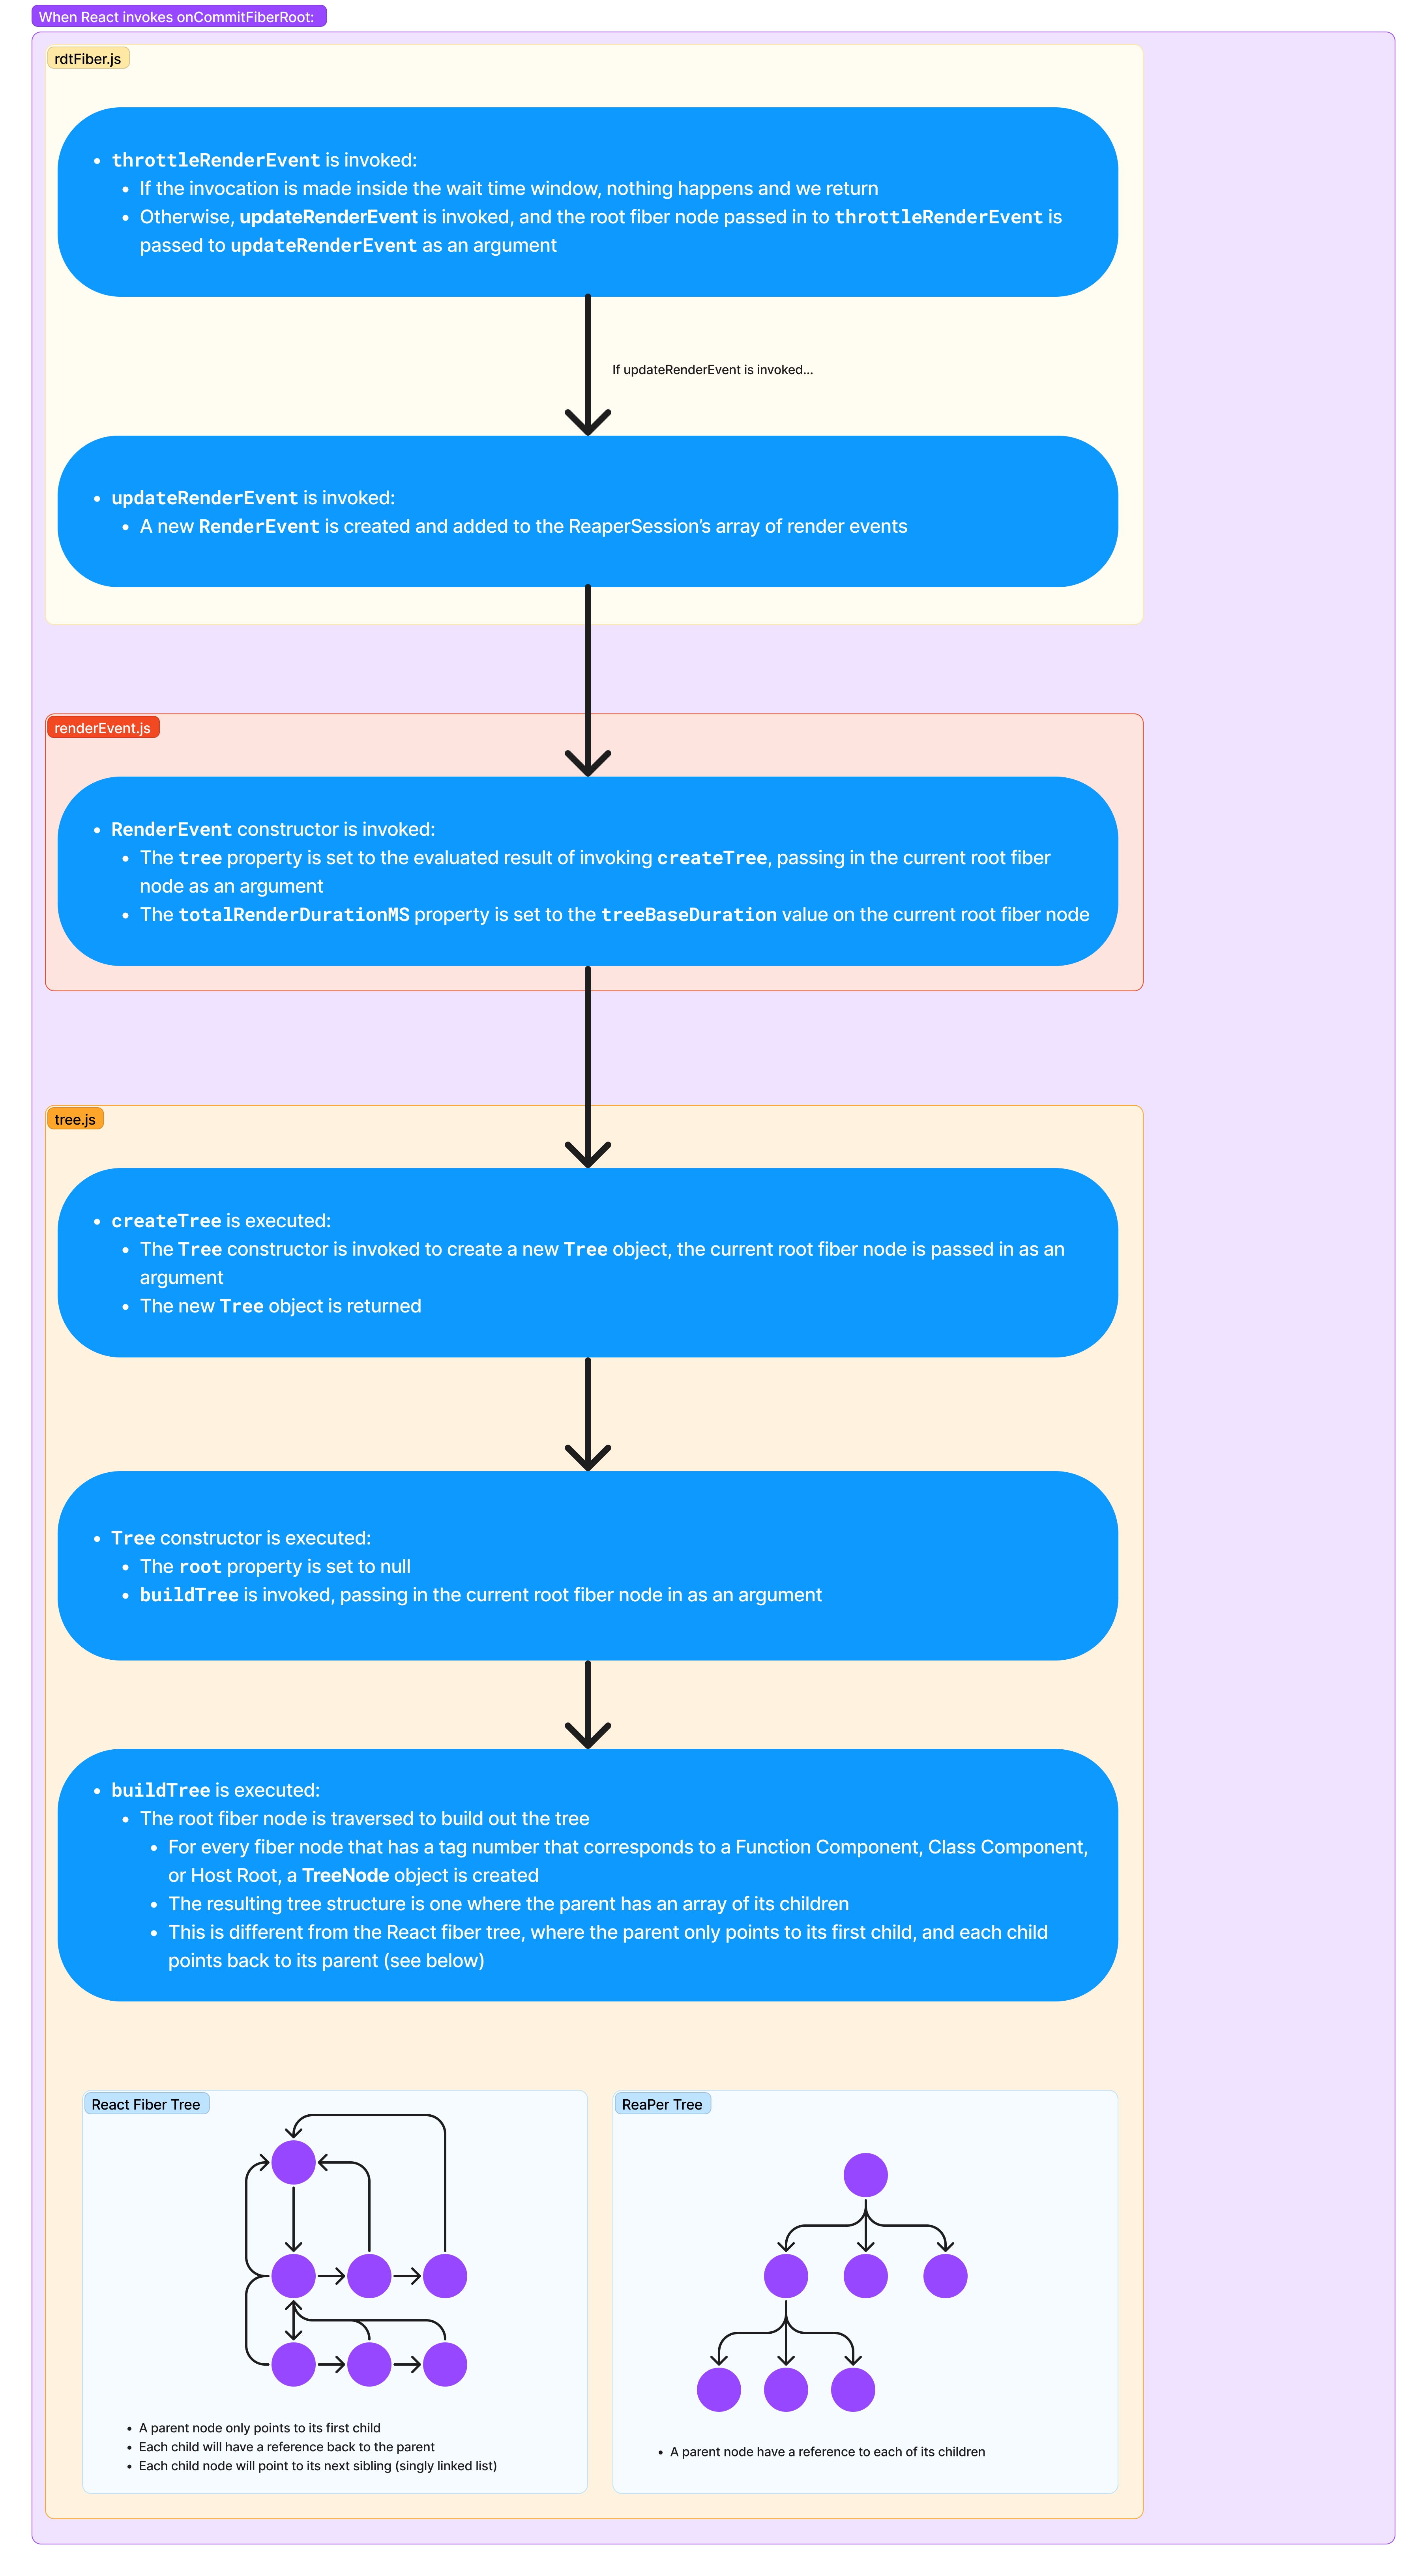 When React invokes onCommitFiberRoot:
rdtFiber.js
• throttleRenderEvent is invoked:
• If the invocation is made inside the wait time window, nothing happens and we return
• Otherwise, updateRenderEvent is invoked, and the root fiber node passed in to throttleRenderEvent is
passed to updateRenderEvent as an argument
If updateRenderEvent is invoked...
• updateRenderEvent is invoked:
• A new RenderEvent is created and added to the ReaperSession's array of render events
renderEvent.js
• RenderEvent constructor is invoked:
• The tree property is set to the evaluated result of invoking createTree, passing in the current root fiber
node as an argument
• The totalRenderDurationMS property is set to the treeBaseDuration value on the current root fiber node
tree.js
• createTree is executed:
• The Tree constructor is invoked to create a new Tree object, the current root fiber node is passed in as an
argument
• The new Tree object is returned
• Tree constructor is executed:
• The root property is set to null
• buildTree is invoked, passing in the current root fiber node in as an argument
• buildTree is executed:
• The root fiber node is traversed to build out the tree
• For every fiber node that has a tag number that corresponds to a Function Component, Class Component,
or Host Root, a TreeNode object is created
• The resulting tree structure is one where the parent has an array of its children
• This is different from the React fiber tree, where the parent only points to its first child, and each child
points back to its parent (see below)
React Fiber Tree
• A parent node only points to its first child
• Each child will have a reference back to the parent
• Each child node will point to its next sibling (singly linked list)
ReaPer Tree
• A parent node have a reference to each of its children